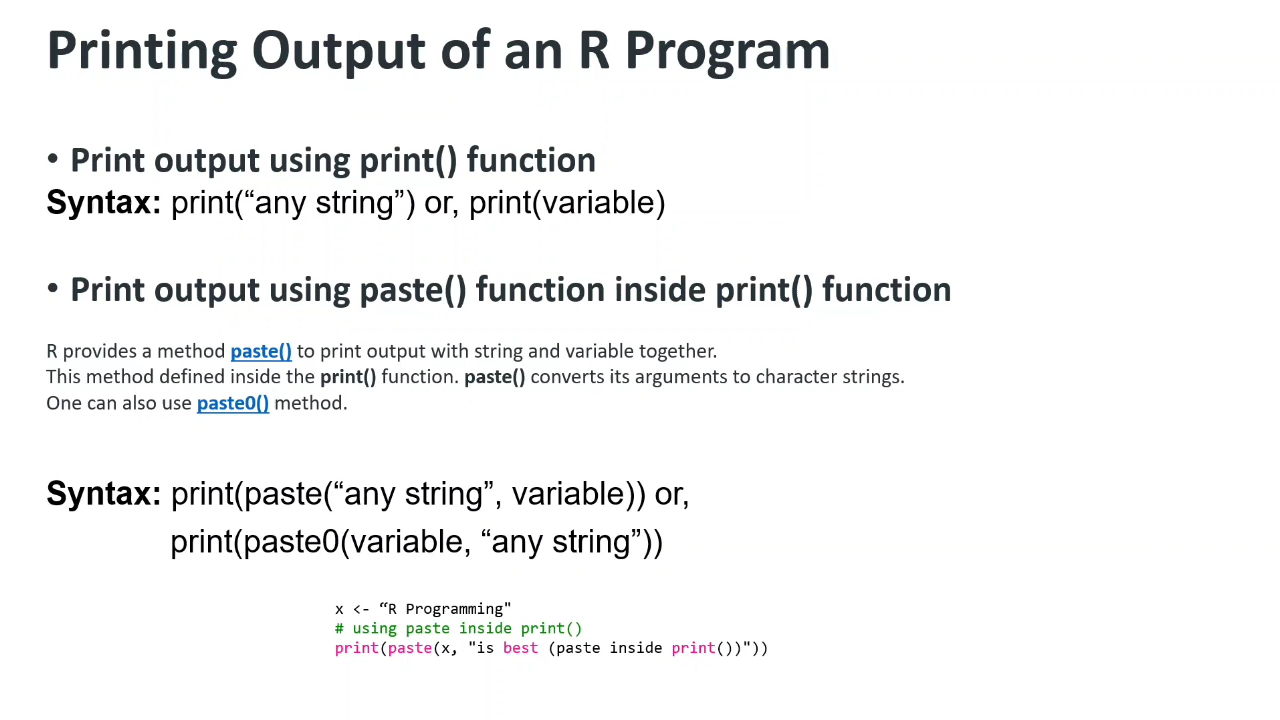 Printing Output of an R Program
• Print output using print() function
Syntax: print(“any string”) or, print(variable)
• Print output using paste() function inside print() function
R provides a method paste() to print output with string and variable together.
This method defined inside the print() function. paste() converts its arguments to character strings.
One can also use paste0() method.
Syntax: print(paste(“any string”, variable)) or,
print(paste0(variable, “any string”))
x <- “R Programming"
# using paste inside print()
print(paste(x, "is best (paste inside print())"))